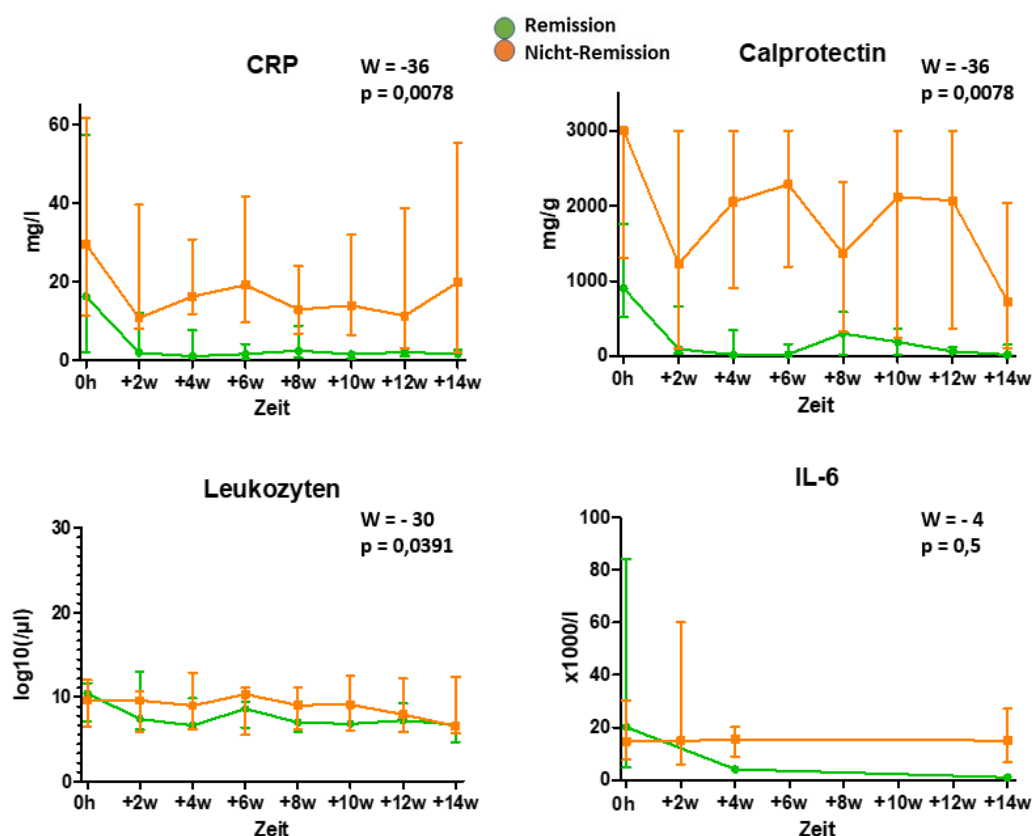 Remission
Nicht-Remission
CRP
W = -36
p = 0,0078
mg/l
60
40
20
0
0h +2w +4w +6w +8w +10w +12w +14w
Zeit
Calprotectin
W = -36
p = 0,0078
mg/g
3000
2000
1000
0
0h +2w +4w +6w +8w +10w +12w +14w
Zeit
Leukozyten
W = - 30
p = 0,0391
log10(/µl)
30
20
10
0
0h +2w +4w +6w +8w +10w +12w +14w
Zeit
IL-6
W = - 4
p = 0,5
x1000/l
100
80
60
40
20
0
0h +2w +4w +6w +8w +10w +12w +14w
Zeit